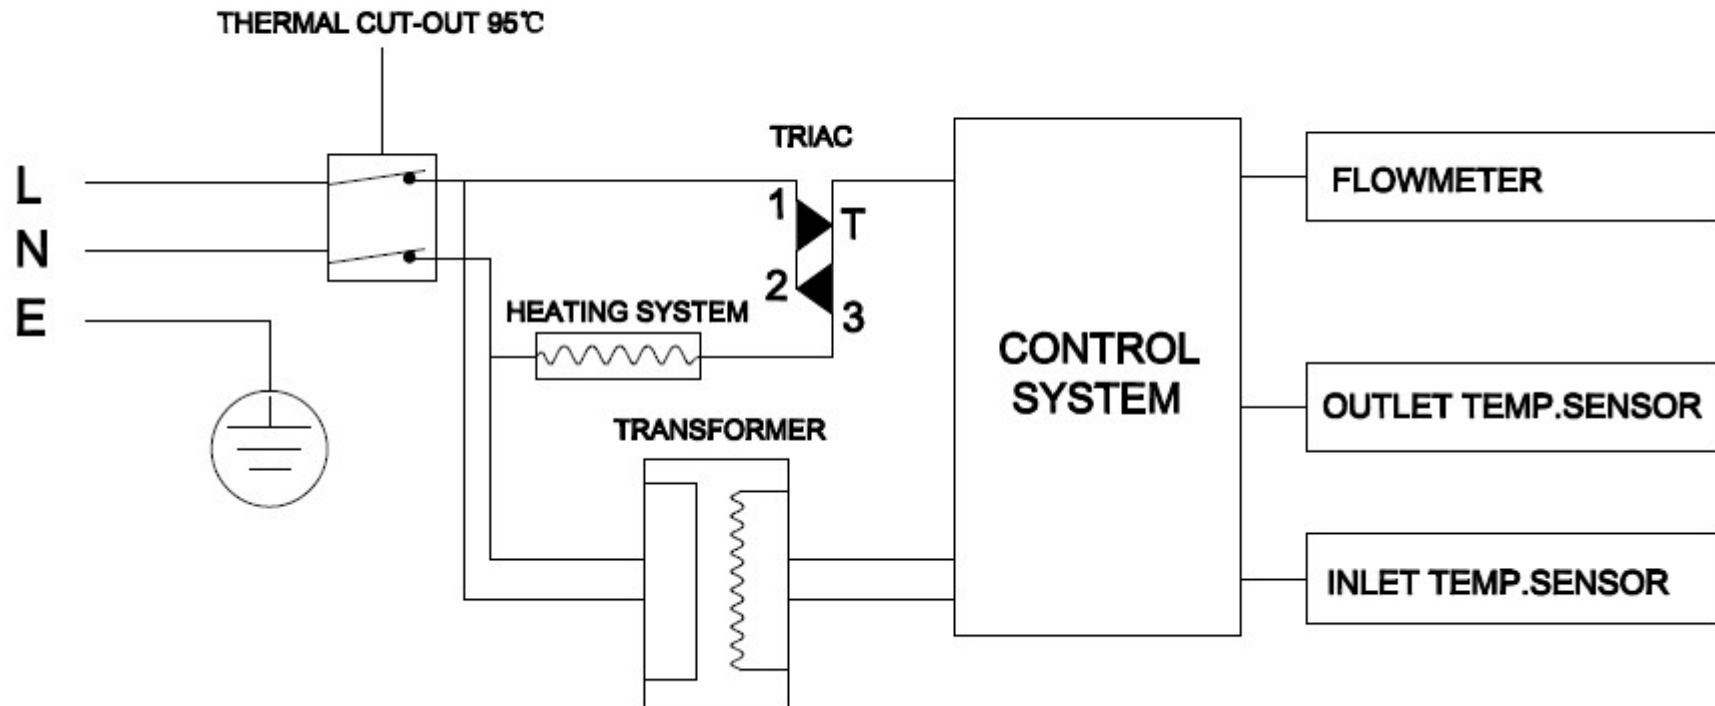 THERMAL CUT-OUT 95℃
TRIAC
L
N
E
1
T
2
3
HEATING SYSTEM
TRANSFORMER
CONTROL
SYSTEM
FLOWMETER
OUTLET TEMP.SENSOR
INLET TEMP.SENSOR